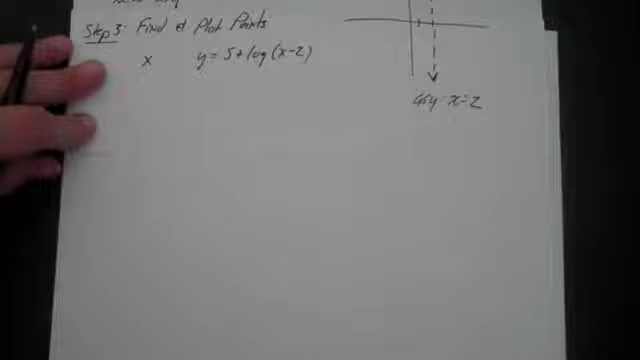 Step 3: Find & Plot Points
x y = 5+log(x-2)
asy x=2